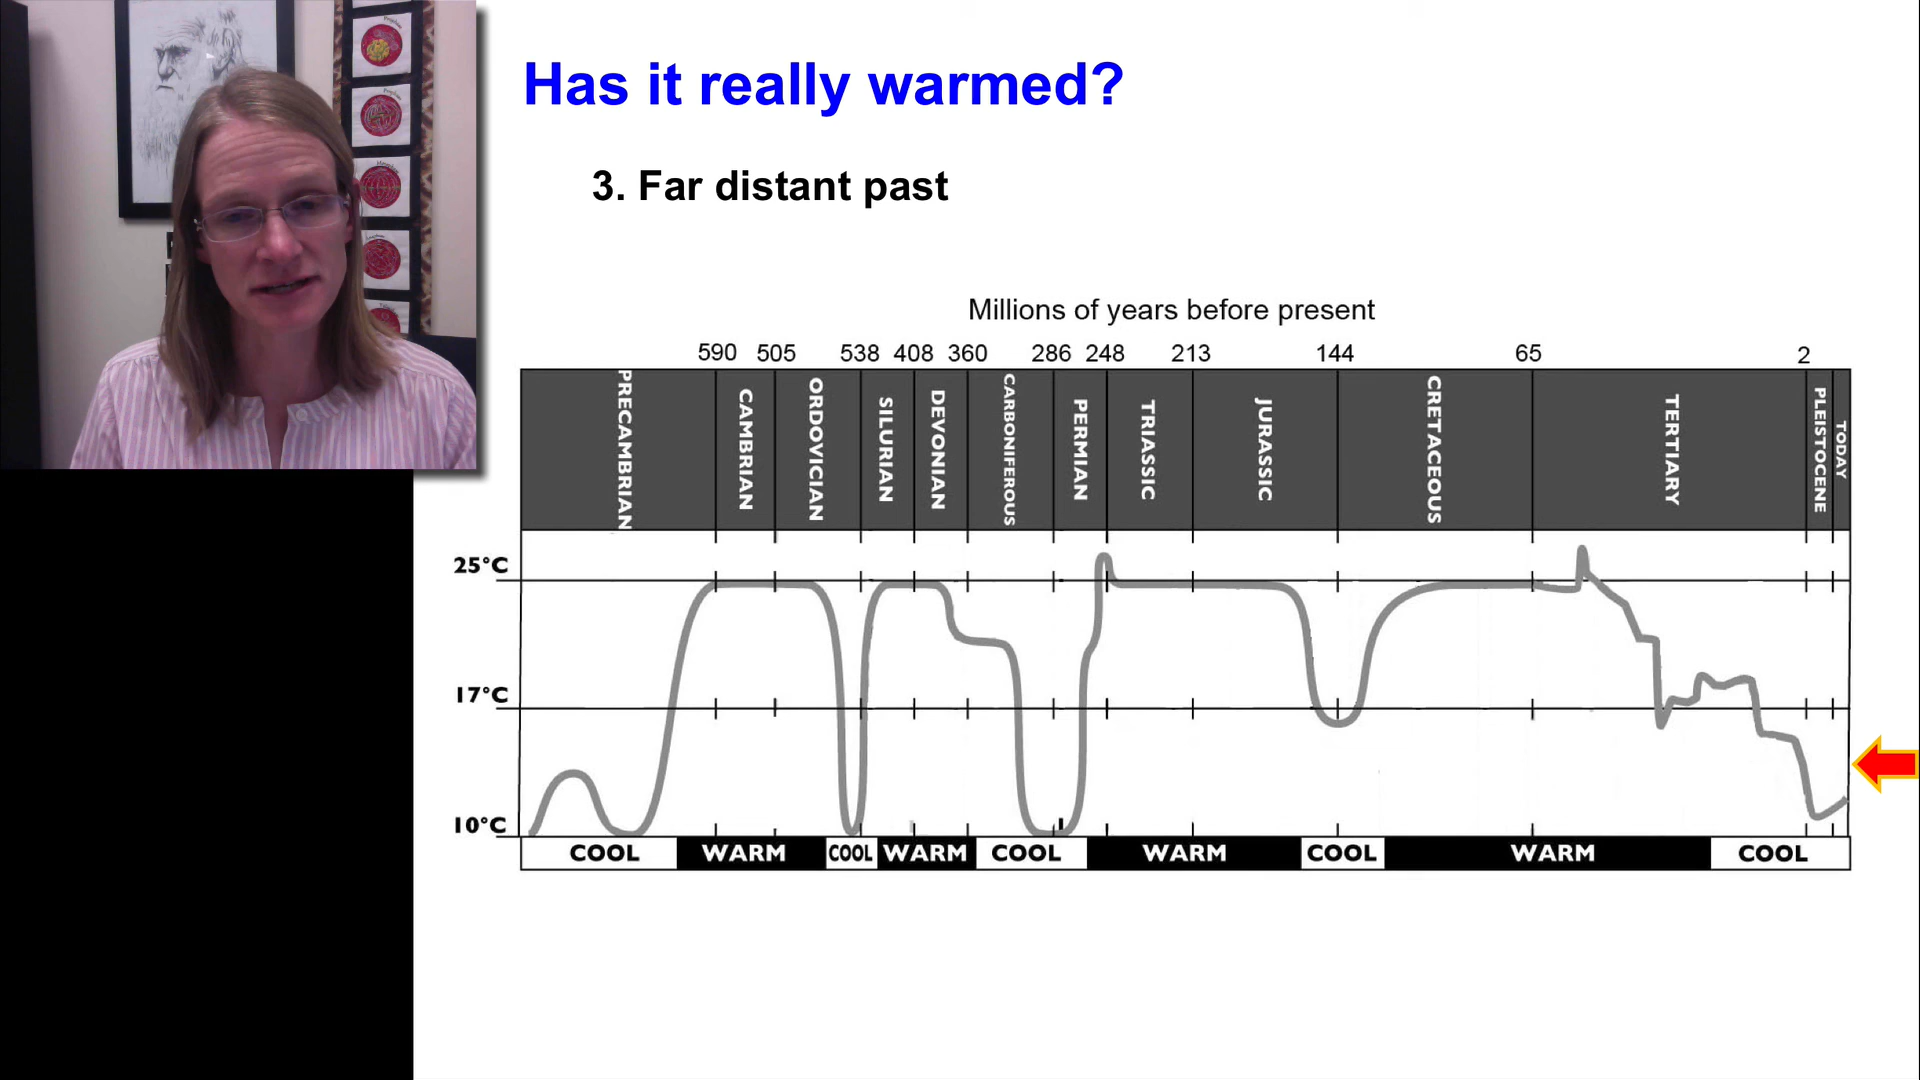 Has it really warmed?
3. Far distant past
Millions of years before present
590 505 538 408 360 286 248 213 144 65 2
PRECAMBRIAN
CAMBRIAN
ORDOVICIAN
SILURIAN
DEVONIAN
CARBONIFEROUS
PERMIAN
TRIASSIC
JURASSIC
CRETACEOUS
TERTIARY
PLEISTOCENE
TODAY
25°C
17°C
10°C
COOL WARM COOL WARM COOL WARM COOL WARM COOL